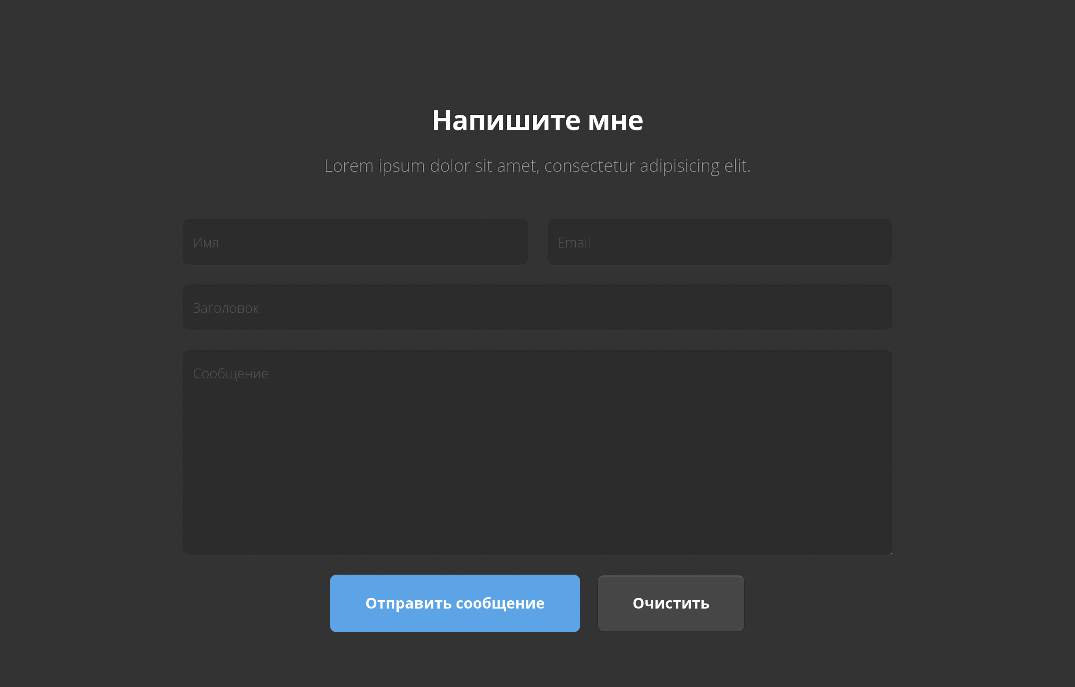 Напишите мне
Lorem ipsum dolor sit amet, consectetur adipisicing elit.
Имя
Email
Заголовок
Сообщение
Отправить сообщение
Очистить